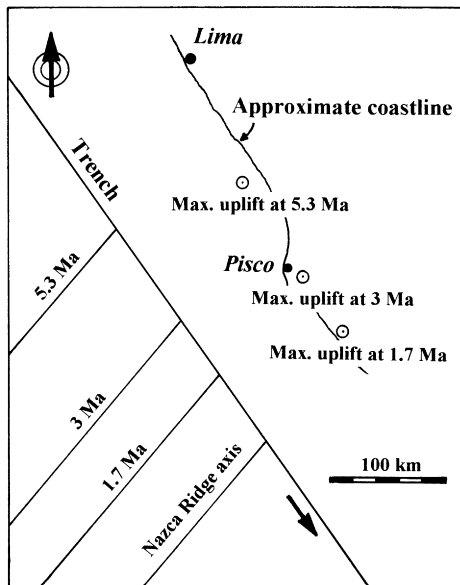 Lima
Approximate coastline
Trench
Max. uplift at 5.3 Ma
5.3 Ma
Pisco
Max. uplift at 3 Ma
Max. uplift at 1.7 Ma
3 Ma
1.7 Ma
Nazca Ridge axis
100 km